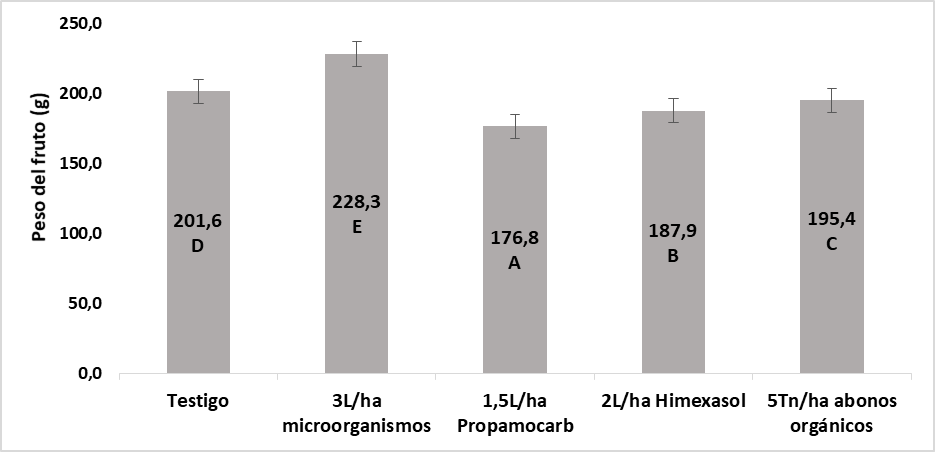 Peso del fruto (g)
250,0
200,0
150,0
100,0
50,0
0,0
201,6
D
228,3
E
176,8
A
187,9
B
195,4
C
Testigo
3L/ha
microorganismos
1,5L/ha
Propamocarb
2L/ha Himexasol
5Tn/ha abonos
orgánicos